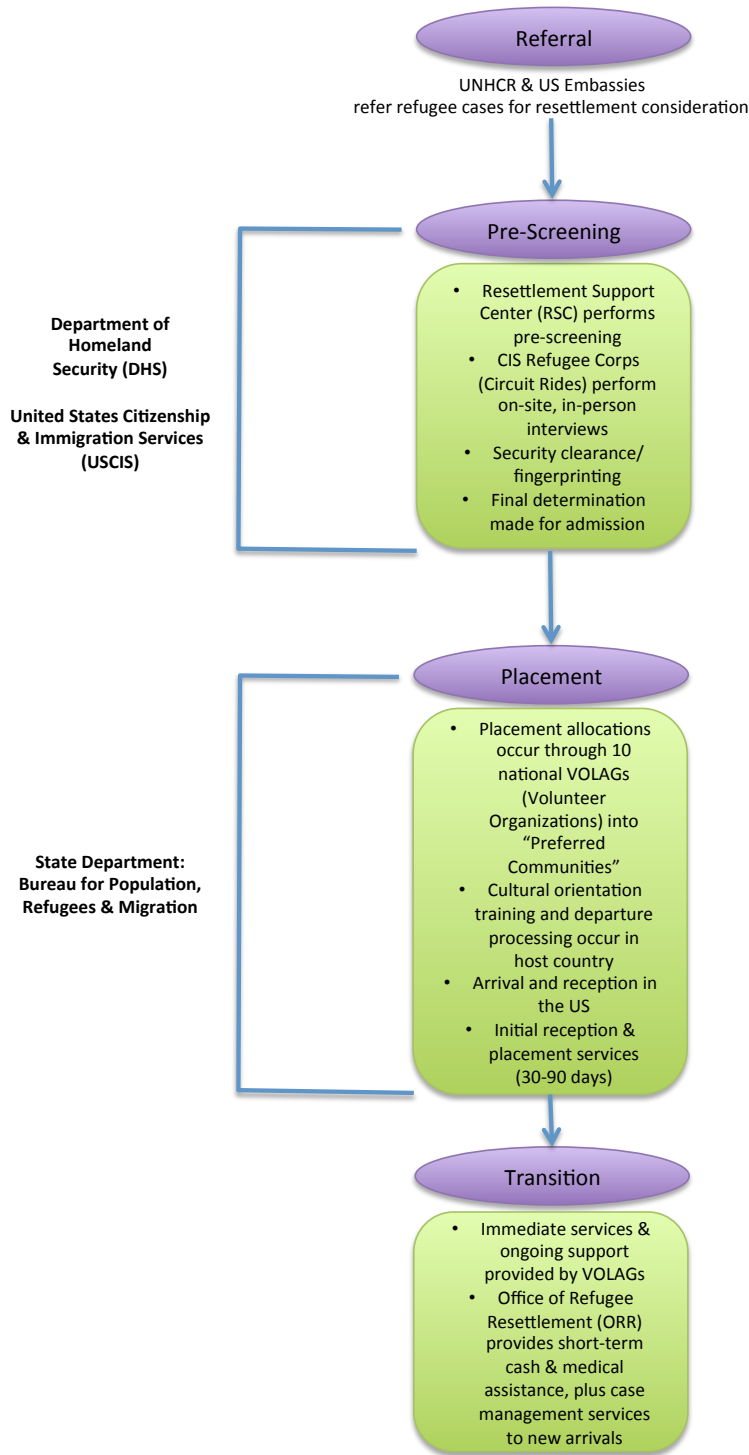 Referral
UNHCR & US Embassies
refer refugee cases for resettlement consideration
Pre-Screening
Department of
Homeland
Security (DHS)
United States Citizenship
& Immigration Services
(USCIS)
• Resettlement Support
Center (RSC) performs
pre-screening
• CIS Refugee Corps
(Circuit Rides) perform
on-site, in-person
interviews
• Security clearance/
fingerprinting
• Final determination
made for admission
Placement
State Department:
Bureau for Population,
Refugees & Migration
• Placement allocations
occur through 10
national VOLAGs
(Volunteer
Organizations) into
“Preferred
Communities”
• Cultural orientation
training and departure
processing occur in
host country
• Arrival and reception in
the US
• Initial reception &
placement services
(30-90 days)
Transition
• Immediate services &
ongoing support
provided by VOLAGs
• Office of Refugee
Resettlement (ORR)
provides short-term
cash & medical
assistance, plus case
management services
to new arrivals